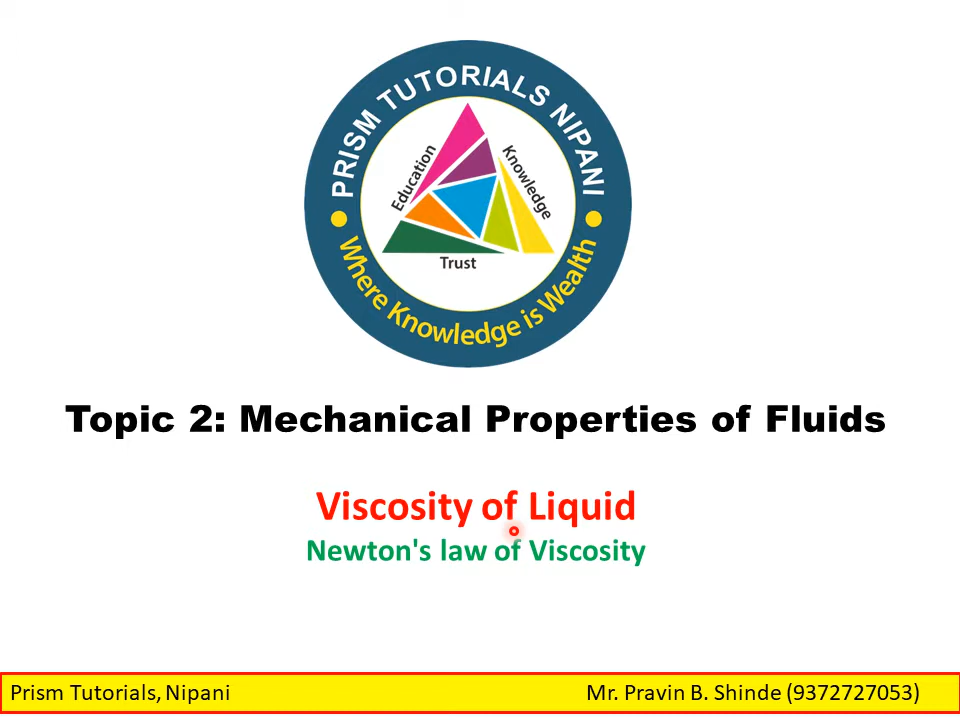 PRISM TUTORIALS NIPANI
Education
Knowledge
Trust
Where Knowledge is Wealth
Topic 2: Mechanical Properties of Fluids
Viscosity of Liquid
Newton's law of Viscosity
Prism Tutorials, Nipani
Mr. Pravin B. Shinde (9372727053)